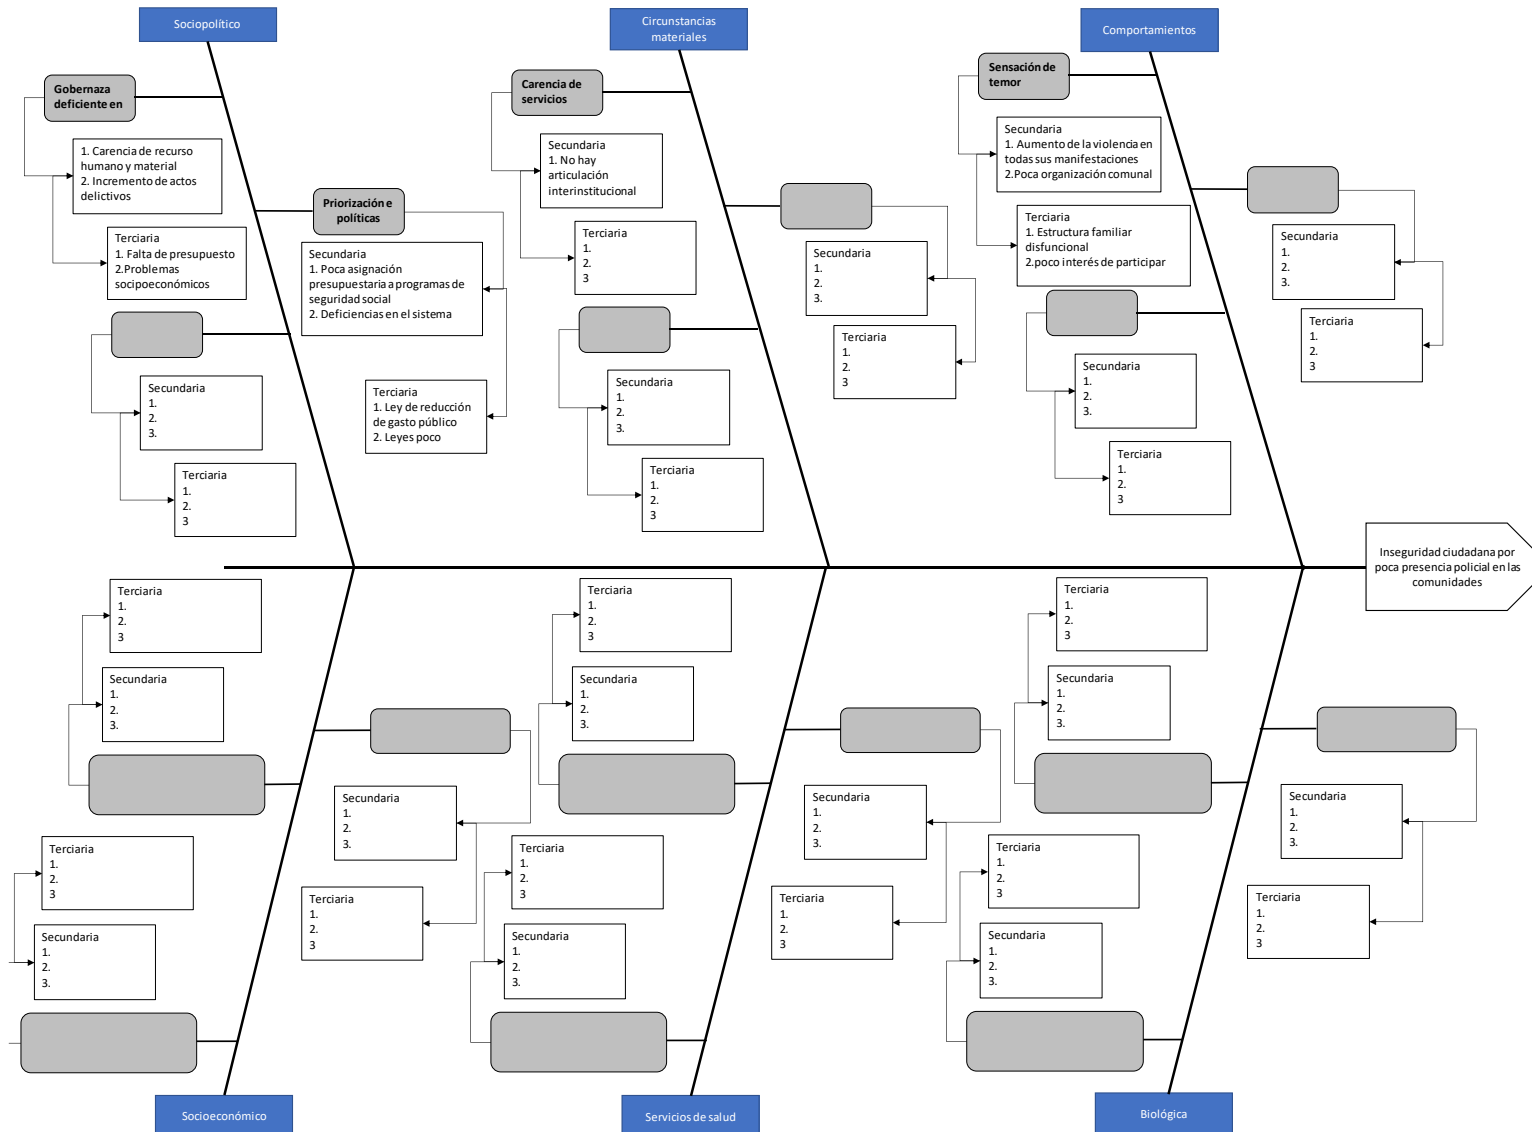 Sociopolítico
Circunstancias
materiales
Comportamientos
Gobernaza
deficiente en
1. Carencia de recurso
humano y material
2. Incremento de actos
delictivos
Terciaria
1. Falta de presupuesto
2.Problemas
socipoeconómicos
Priorización e
políticas
Secundaria
1. Poca asignación
presupuestaria a programas de
seguridad social
2. Deficiencias en el sistema
Terciaria
1. Ley de reducción
de gasto público
2. Leyes poco
Secundaria
1.
2.
3.
Terciaria
1.
2.
3
Carencia de
servicios
Secundaria
1. No hay
articulación
interinstitucional
Terciaria
1.
2.
3
Secundaria
1.
2.
3.
Terciaria
1.
2.
3
Secundaria
1.
2.
3.
Terciaria
1.
2.
3
Sensación de
temor
Secundaria
1. Aumento de la violencia en
todas sus manifestaciones
2.Poca organización comunal
Terciaria
1. Estructura familiar
disfuncional
2.poco interés de participar
Secundaria
1.
2.
3.
Terciaria
1.
2.
3
Secundaria
1.
2.
3.
Terciaria
1.
2.
3
Inseguridad ciudadana por
poca presencia policial en las
comunidades
Terciaria
1.
2.
3
Secundaria
1.
2.
3.
Secundaria
1.
2.
3.
Terciaria
1.
2.
3
Terciaria
1.
2.
3
Secundaria
1.
2.
3.
Terciaria
1.
2.
3
Secundaria
1.
2.
3.
Secundaria
1.
2.
3.
Terciaria
1.
2.
3
Terciaria
1.
2.
3
Secundaria
1.
2.
3.
Terciaria
1.
2.
3
Secundaria
1.
2.
3.
Secundaria
1.
2.
3.
Terciaria
1.
2.
3
Terciaria
1.
2.
3
Secundaria
1.
2.
3.
Socioeconómico
Servicios de salud
Biológica